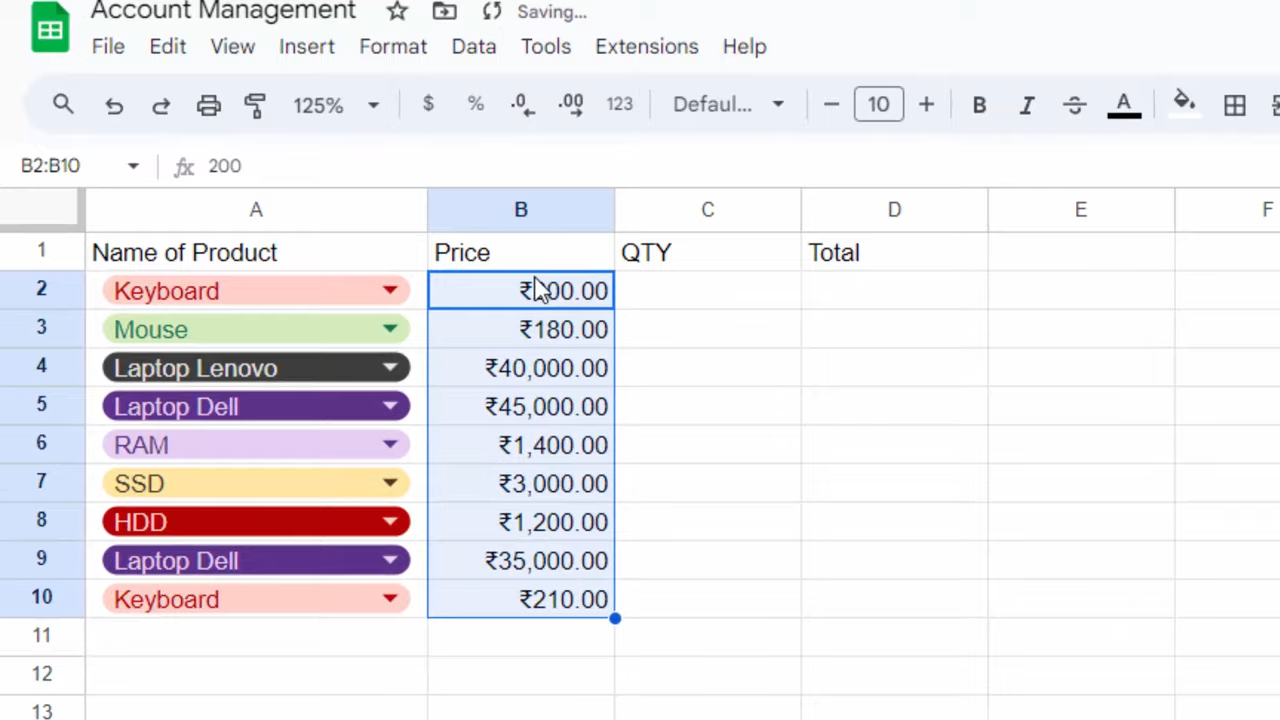 Account Management Saving...
File Edit View Insert Format Data Tools Extensions Help
125% $ % .0 .00 123 Defaul... 10 B I S A
B2:B10 fx 200
A B C D E F
1 Name of Product Price QTY Total
2 Keyboard
3 Mouse ₹180.00
4 Laptop Lenovo ₹40,000.00
5 Laptop Dell ₹45,000.00
6 RAM ₹1,400.00
7 SSD ₹3,000.00
8 HDD ₹1,200.00
9 Laptop Dell ₹35,000.00
10 Keyboard ₹210.00
11
12
13